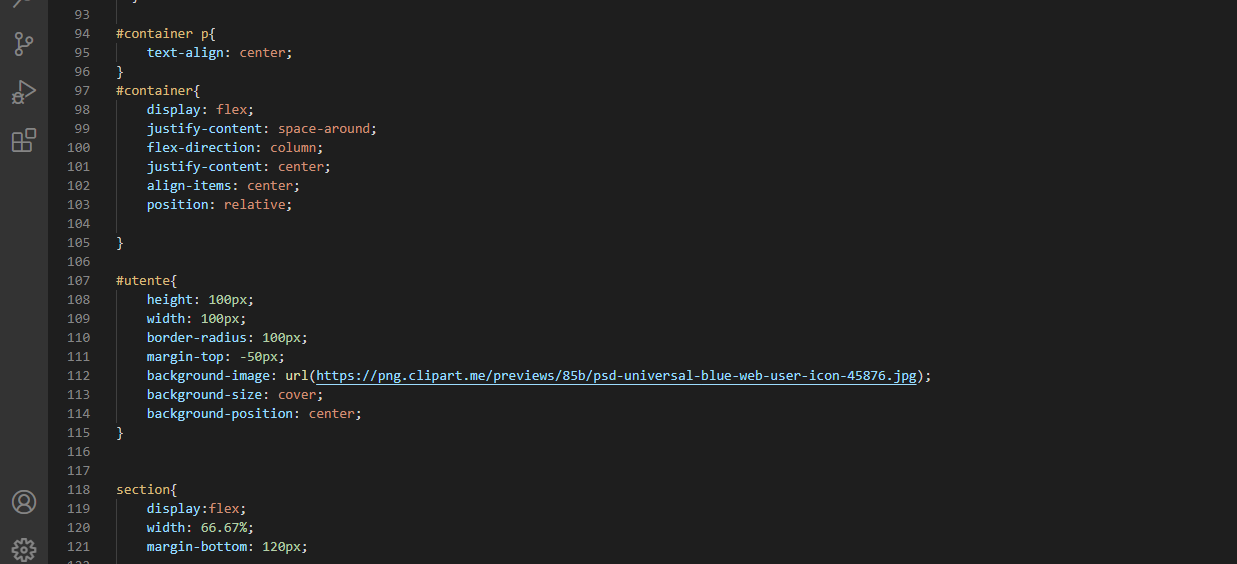 93
94 #container p{
95 text-align: center;
96 }
97 #container{
98 display: flex;
99 justify-content: space-around;
100 flex-direction: column;
101 justify-content: center;
102 align-items: center;
103 position: relative;
104
105 }
106
107 #utente{
108 height: 100px;
109 width: 100px;
110 border-radius: 100px;
111 margin-top: -50px;
112 background-image: url(https://png.clipart.me/previews/85b/psd-universal-blue-web-user-icon-45876.jpg);
113 background-size: cover;
114 background-position: center;
115 }
116
117
118 section{
119 display:flex;
120 width: 66.67%;
121 margin-bottom: 120px;